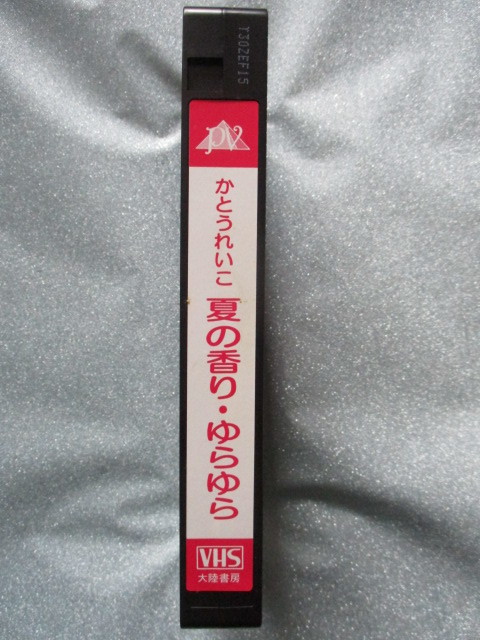 T302EF15
PV
かとうれいこ
夏の香り・ゆらゆら
VHS
大陸書房